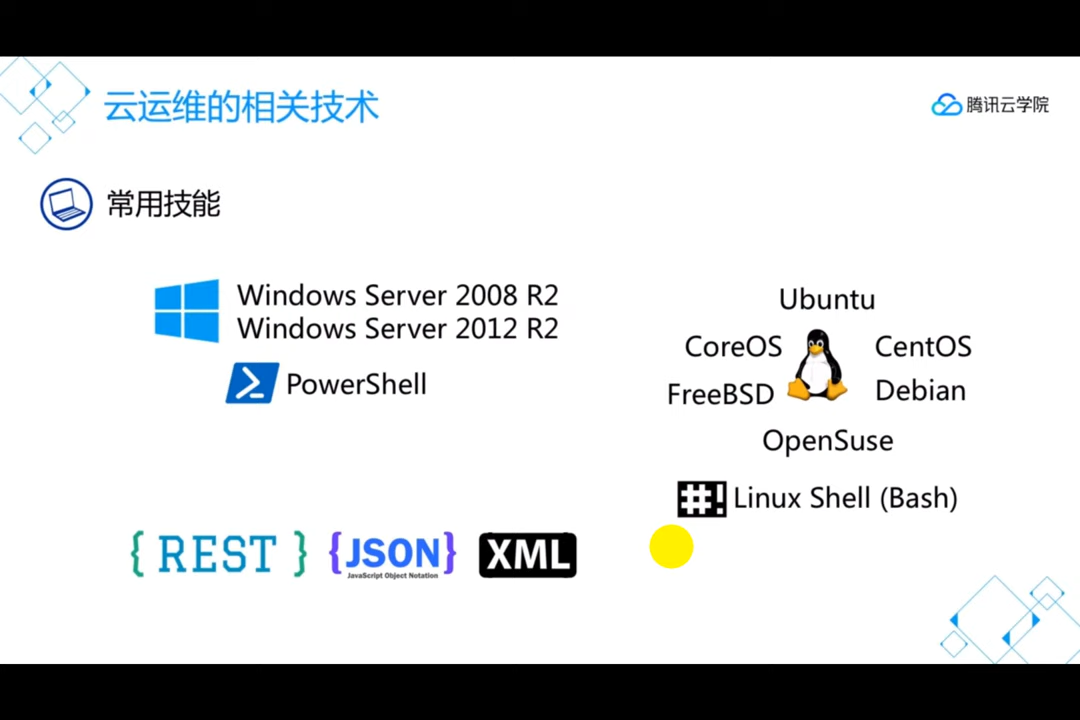 云运维的相关技术
腾讯云学院
常用技能
Windows Server 2008 R2
Windows Server 2012 R2
PowerShell
Ubuntu
CoreOS
CentOS
FreeBSD
Debian
OpenSuse
#! Linux Shell (Bash)
{ REST }
{JSON}
JavaScript Object Notation
XML